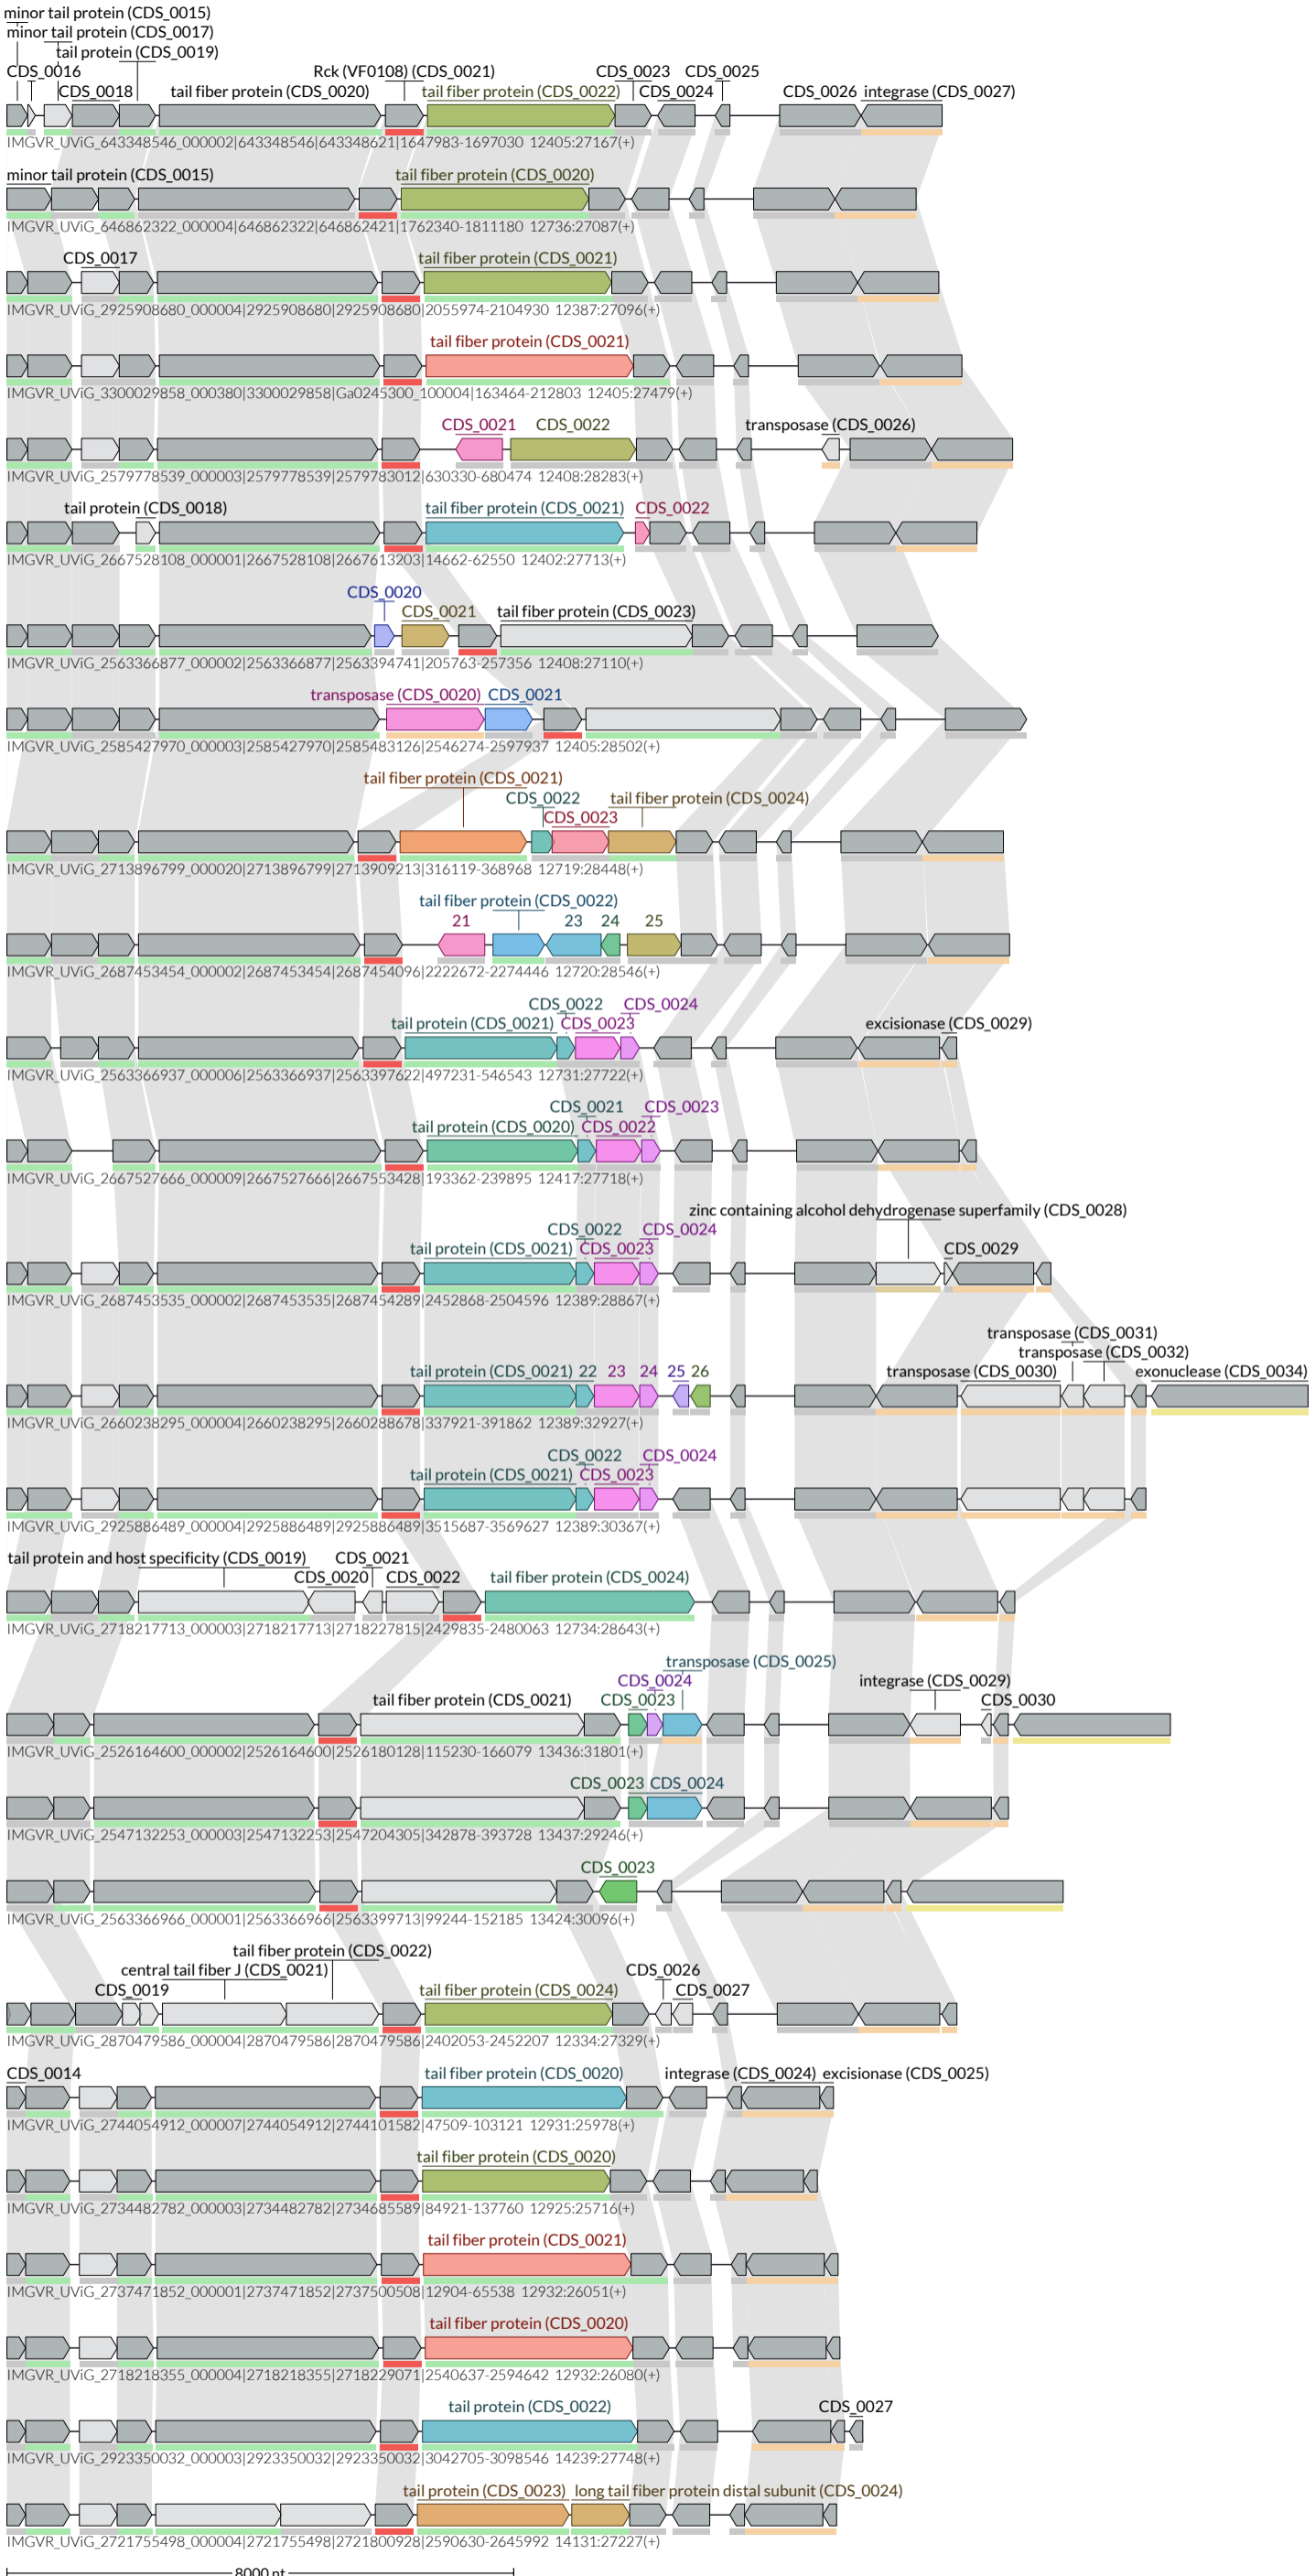 minor tail protein (CDS_0015)
minor tail protein (CDS_0017)
tail protein (CDS_0019)
CDS_0016 Rck (VF0108) (CDS_0021) CDS_0023 CDS_0025
CDS_0018 tail fiber protein (CDS_0020) tail fiber protein (CDS_0022) CDS_0024 CDS_0026 integrase (CDS_0027)
IMGVR_UViG_643348546_000002|643348546|643348621|1647983-1697030 12405:27167(+)
minor tail protein (CDS_0015) tail fiber protein (CDS_0020)
IMGVR_UViG_646862322_000004|646862322|646862421|1762340-1811180 12736:27087(+)
CDS_0017 tail fiber protein (CDS_0021)
IMGVR_UViG_2925908680_000004|2925908680|2925908680|2055974-2104930 12387:27096(+)
tail fiber protein (CDS_0021)
IMGVR_UViG_3300029858_000380|3300029858|Ga0245300_100004|163464-212803 12405:27479(+)
CDS_0021 CDS_0022 transposase (CDS_0026)
IMGVR_UViG_2579778539_000003|2579778539|2579783012|630330-680474 12408:28283(+)
tail protein (CDS_0018) tail fiber protein (CDS_0021) CDS_0022
IMGVR_UViG_2667528108_000001|2667528108|2667613203|14662-62550 12402:27713(+)
CDS_0020
CDS_0021 tail fiber protein (CDS_0023)
IMGVR_UViG_2563366877_000002|2563366877|2563394741|205763-257356 12408:27110(+)
transposase (CDS_0020) CDS_0021
IMGVR_UViG_2585427970_000003|2585427970|2585483126|2546274-2597937 12405:28502(+)
tail fiber protein (CDS_0021)
CDS_0022 tail fiber protein (CDS_0024)
CDS_0023
IMGVR_UViG_2713896799_000020|2713896799|2713909213|316119-368968 12719:28448(+)
tail fiber protein (CDS_0022)
21 23 24 25
IMGVR_UViG_2687453454_000002|2687453454|2687454096|2222672-2274446 12720:28546(+)
CDS_0022 CDS_0024
tail protein (CDS_0021) CDS_0023 excisionase (CDS_0029)
IMGVR_UViG_2563366937_000006|2563366937|2563397622|497231-546543 12731:27722(+)
CDS_0021 CDS_0023
tail protein (CDS_0020) CDS_0022
IMGVR_UViG_2667527666_000009|2667527666|2667553428|193362-239895 12417:27718(+)
zinc containing alcohol dehydrogenase superfamily (CDS_0028)
CDS_0022 CDS_0024
tail protein (CDS_0021) CDS_0023 CDS_0029
IMGVR_UViG_2687453535_000002|2687453535|2687454289|2452868-2504596 12389:28867(+)
transposase (CDS_0031)
transposase (CDS_0032)
tail protein (CDS_0021) 22 23 24 25 26 transposase (CDS_0030) exonuclease (CDS_0034)
IMGVR_UViG_2660238295_000004|2660238295|2660288678|337921-391862 12389:32927(+)
CDS_0022 CDS_0024
tail protein (CDS_0021) CDS_0023
IMGVR_UViG_2925886489_000004|2925886489|2925886489|3515687-3569627 12389:30367(+)
tail protein and host specificity (CDS_0019) CDS_0021
CDS_0020 CDS_0022 tail fiber protein (CDS_0024)
IMGVR_UViG_2718217713_000003|2718217713|2718227815|2429835-2480063 12734:28643(+)
transposase (CDS_0025)
CDS_0024 integrase (CDS_0029)
tail fiber protein (CDS_0021) CDS_0023 CDS_0030
IMGVR_UViG_2526164600_000002|2526164600|2526180128|115230-166079 13436:31801(+)
CDS_0023 CDS_0024
IMGVR_UViG_2547132253_000003|2547132253|2547204305|342878-393728 13437:29246(+)
CDS_0023
IMGVR_UViG_2563366966_000001|2563366966|2563399713|99244-152185 13424:30096(+)
tail fiber protein (CDS_0022)
central tail fiber J (CDS_0021) CDS_0026
CDS_0019 tail fiber protein (CDS_0024) CDS_0027
IMGVR_UViG_2870479586_000004|2870479586|2870479586|2402053-2452207 12334:27329(+)
CDS_0014 tail fiber protein (CDS_0020) integrase (CDS_0024) excisionase (CDS_0025)
IMGVR_UViG_2744054912_000007|2744054912|2744101582|47509-103121 12931:25978(+)
tail fiber protein (CDS_0020)
IMGVR_UViG_2734482782_000003|2734482782|2734685589|84921-137760 12925:25716(+)
tail fiber protein (CDS_0021)
IMGVR_UViG_2737471852_000001|2737471852|2737500508|12904-65538 12932:26051(+)
tail fiber protein (CDS_0020)
IMGVR_UViG_2718218355_000004|2718218355|2718229071|2540637-2594642 12932:26080(+)
tail protein (CDS_0022) CDS_0027
IMGVR_UViG_2923350032_000003|2923350032|2923350032|3042705-3098546 14239:27748(+)
tail protein (CDS_0023) long tail fiber protein distal subunit (CDS_0024)
IMGVR_UViG_2721755498_000004|2721755498|2721800928|2590630-2645992 14131:27227(+)
8000 nt